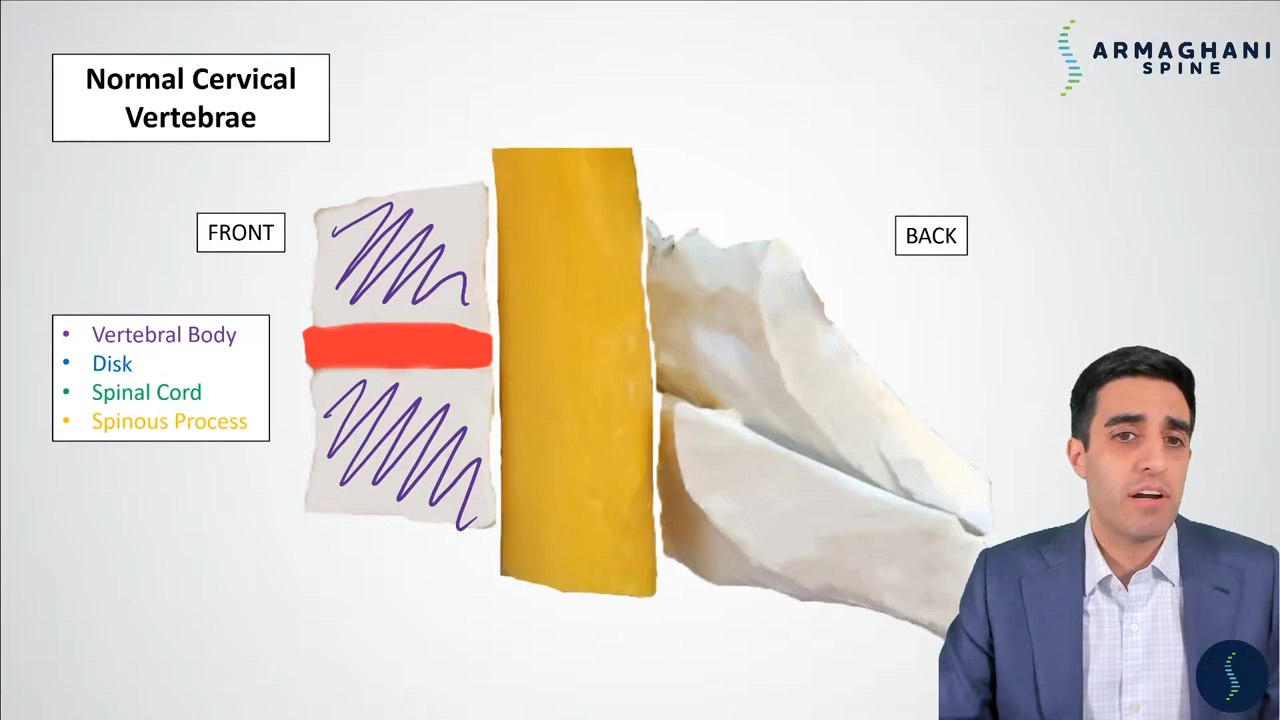 Normal Cervical
Vertebrae
ARMAGHANI
SPINE
FRONT
BACK
• Vertebral Body
• Disk
• Spinal Cord
• Spinous Process